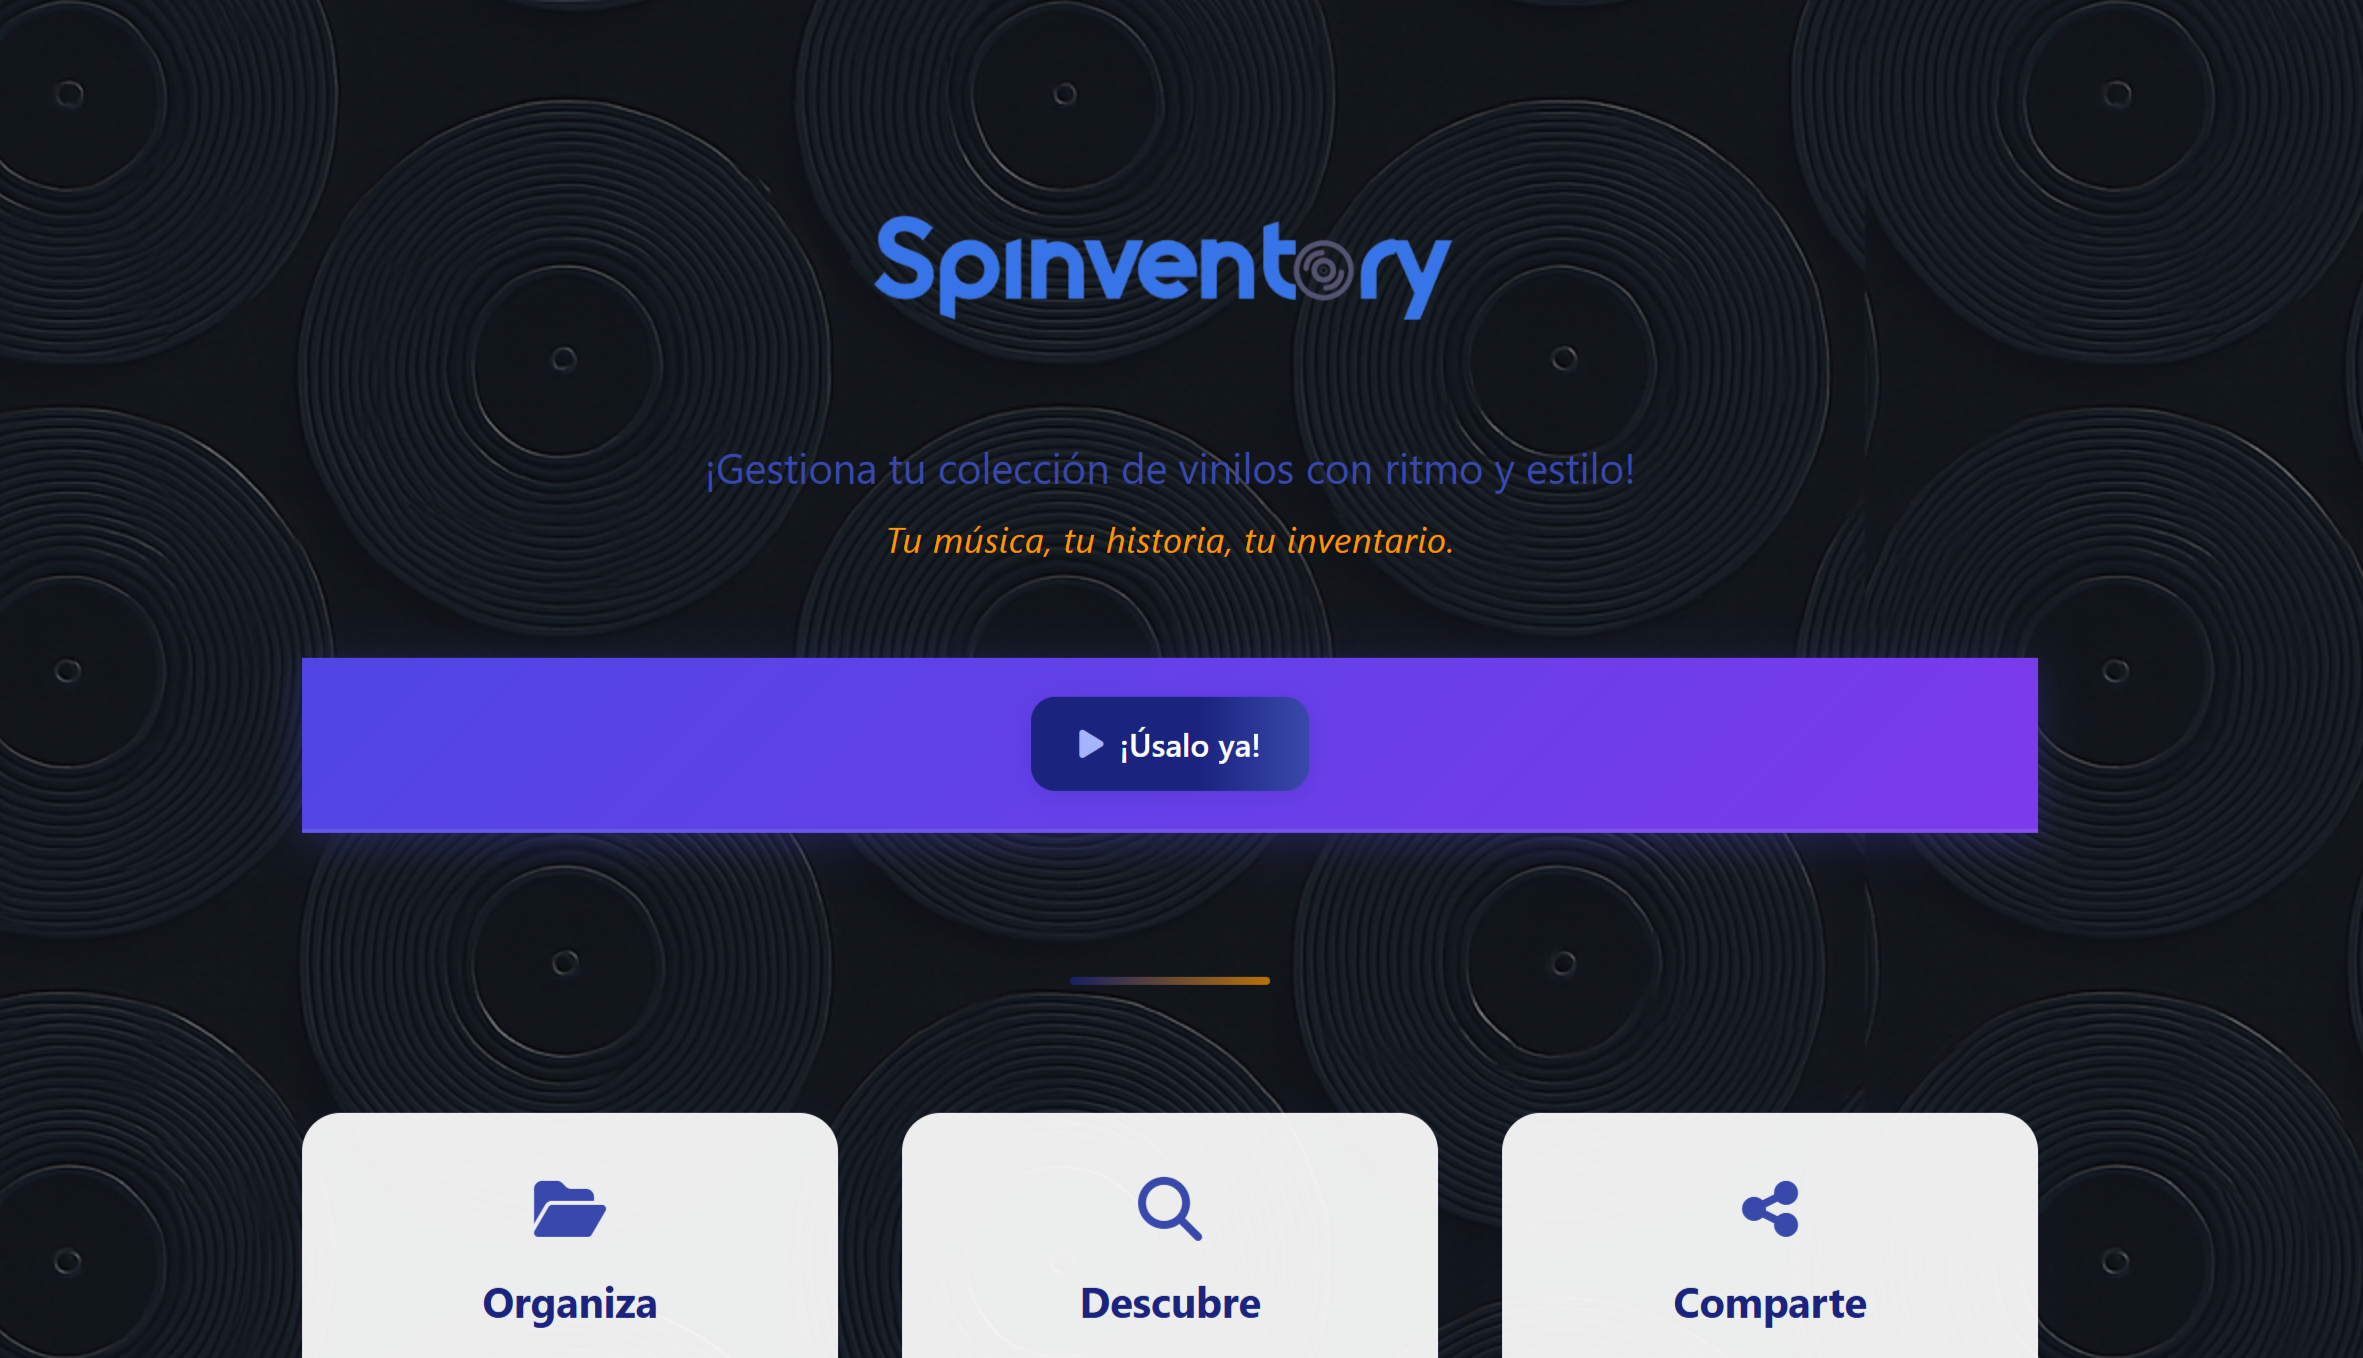 Spinventory
¡Gestiona tu colección de vinilos con ritmo y estilo!
Tu música, tu historia, tu inventario.
¡Úsalo ya!
Organiza
Descubre
Comparte